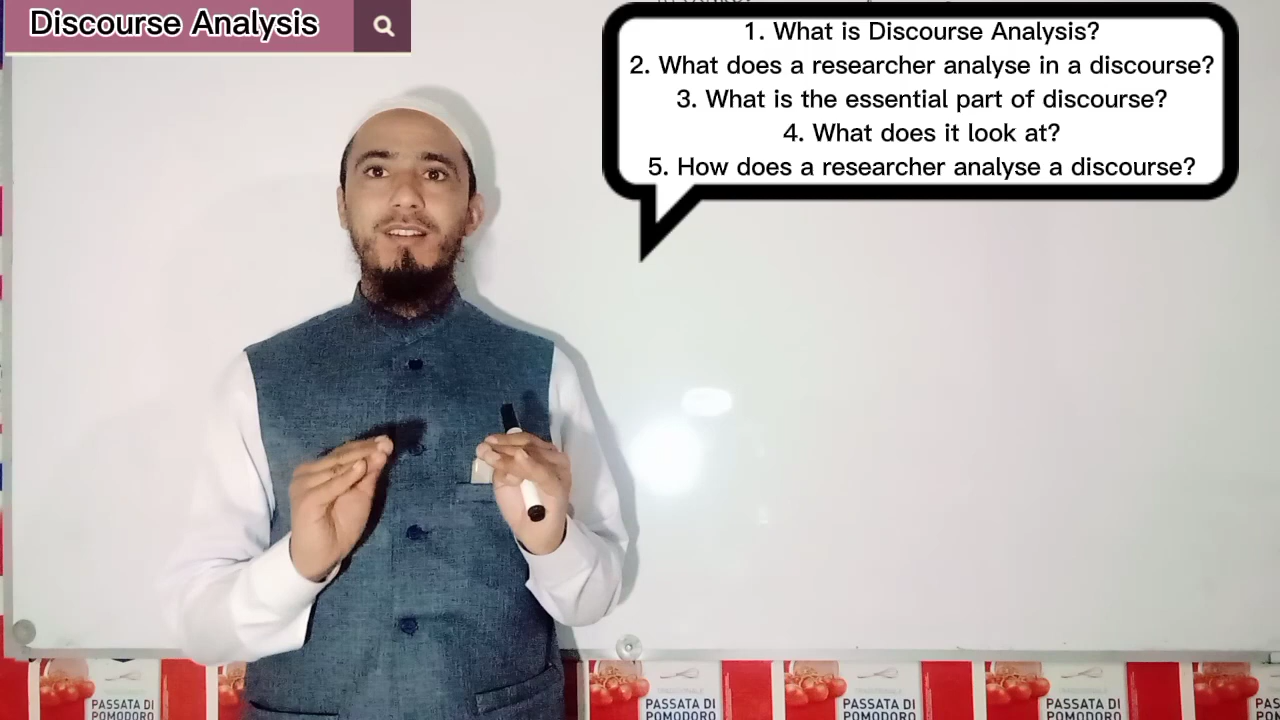 Discourse Analysis
1. What is Discourse Analysis?
2. What does a researcher analyse in a discourse?
3. What is the essential part of discourse?
4. What does it look at?
5. How does a researcher analyse a discourse?
PASSATA DI
POMODORO
PASSATA DI
POMODORO
PASSATA DI
POMODORO
PASSATA DI
POMODORO
PASSATA DI
POMODORO